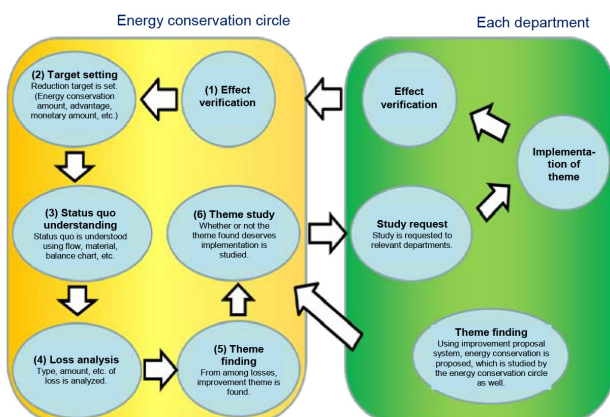 Energy conservation circle
Each department
(2) Target setting
Reduction target is set.
(Energy conservation
amount, advantage,
monetary amount, etc.)
(1) Effect
verification
Effect
verification
Implementa-
tion of
theme
(3) Status quo
understanding
Status quo is understood
using flow, material,
balance chart, etc.
(6) Theme study
Whether or not the
theme found deserves
implementation is
studied.
Study request
Study is requested to
relevant departments.
(4) Loss analysis
Type, amount, etc. of
loss is analyzed.
(5) Theme
finding
From among losses,
improvement theme is
found.
Theme finding
Using improvement proposal
system, energy conservation is
proposed, which is studied by
the energy conservation circle
as well.